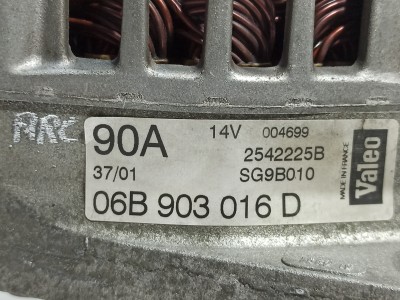 ARC
90A 14V 004699
2542225B
37/01 SG9B010
06B 903 016 D
MADE IN FRANCE
Valeo